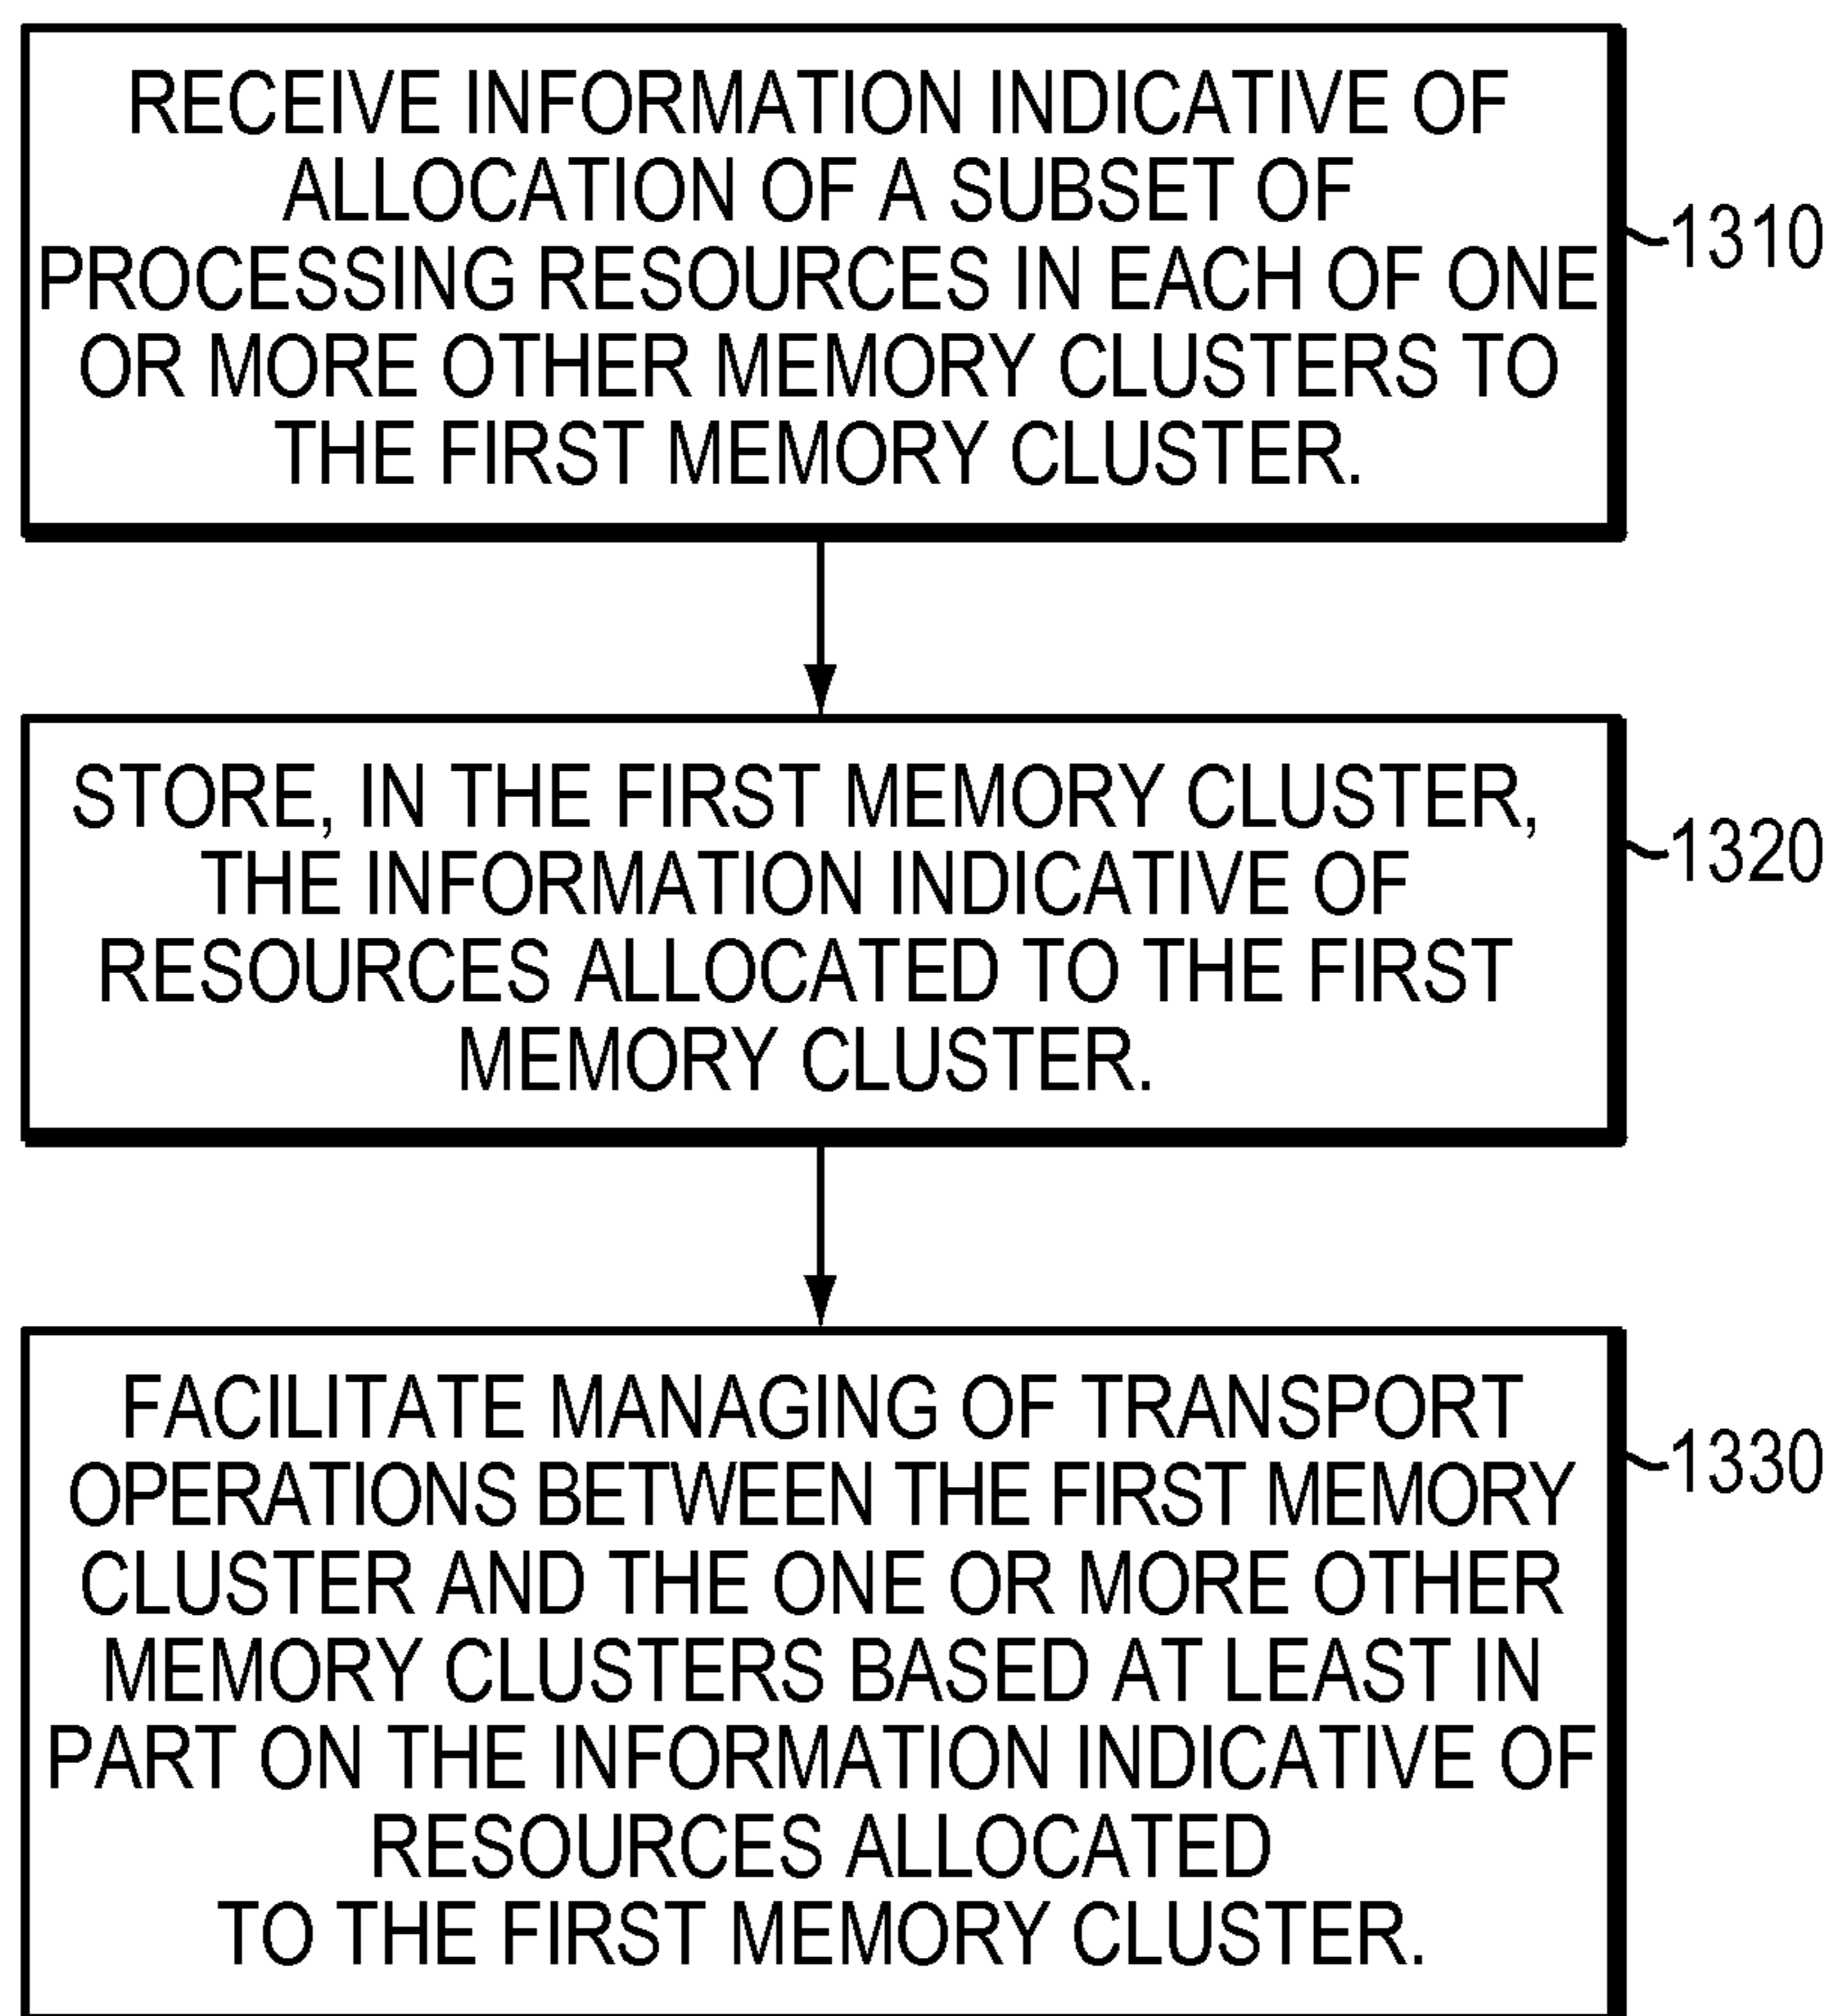 RECEIVE INFORMATION INDICATIVE OF
ALLOCATION OF A SUBSET OF
PROCESSING RESOURCES IN EACH OF ONE
OR MORE OTHER MEMORY CLUSTERS TO
THE FIRST MEMORY CLUSTER.
1310
STORE, IN THE FIRST MEMORY CLUSTER,
THE INFORMATION INDICATIVE OF
RESOURCES ALLOCATED TO THE FIRST
MEMORY CLUSTER.
1320
FACILITATE MANAGING OF TRANSPORT
OPERATIONS BETWEEN THE FIRST MEMORY
CLUSTER AND THE ONE OR MORE OTHER
MEMORY CLUSTERS BASED AT LEAST IN
PART ON THE INFORMATION INDICATIVE OF
RESOURCES ALLOCATED
TO THE FIRST MEMORY CLUSTER.
1330